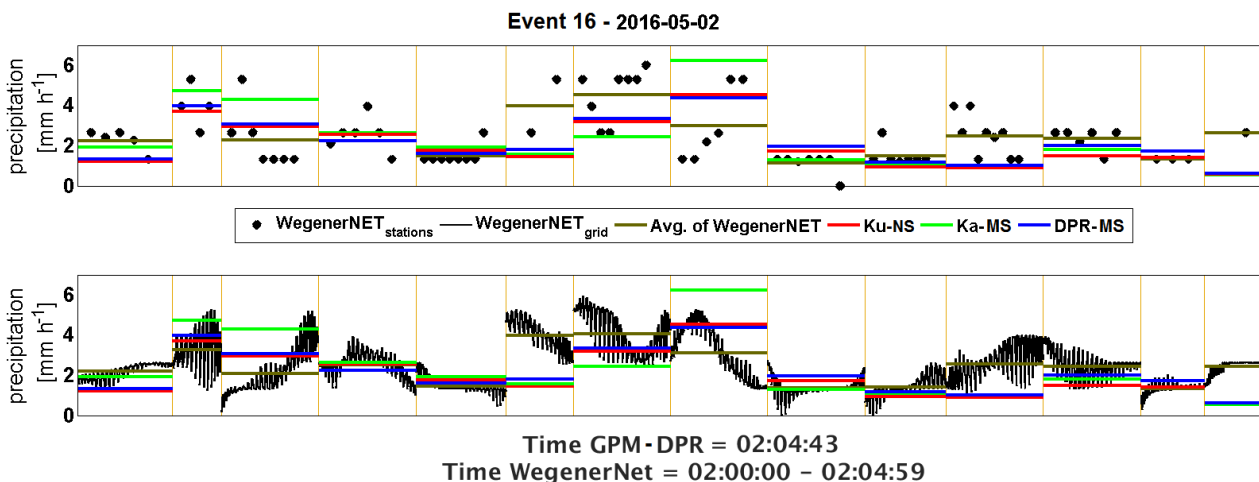 Event 16 - 2016-05-02
precipitation
[mm h-1]
6
4
2
0
WegenerNETstations WegenerNETgrid Avg. of WegenerNET Ku-NS Ka-MS DPR-MS
precipitation
[mm h-1]
6
4
2
0
Time GPM-DPR = 02:04:43
Time WegenerNet = 02:00:00 – 02:04:59